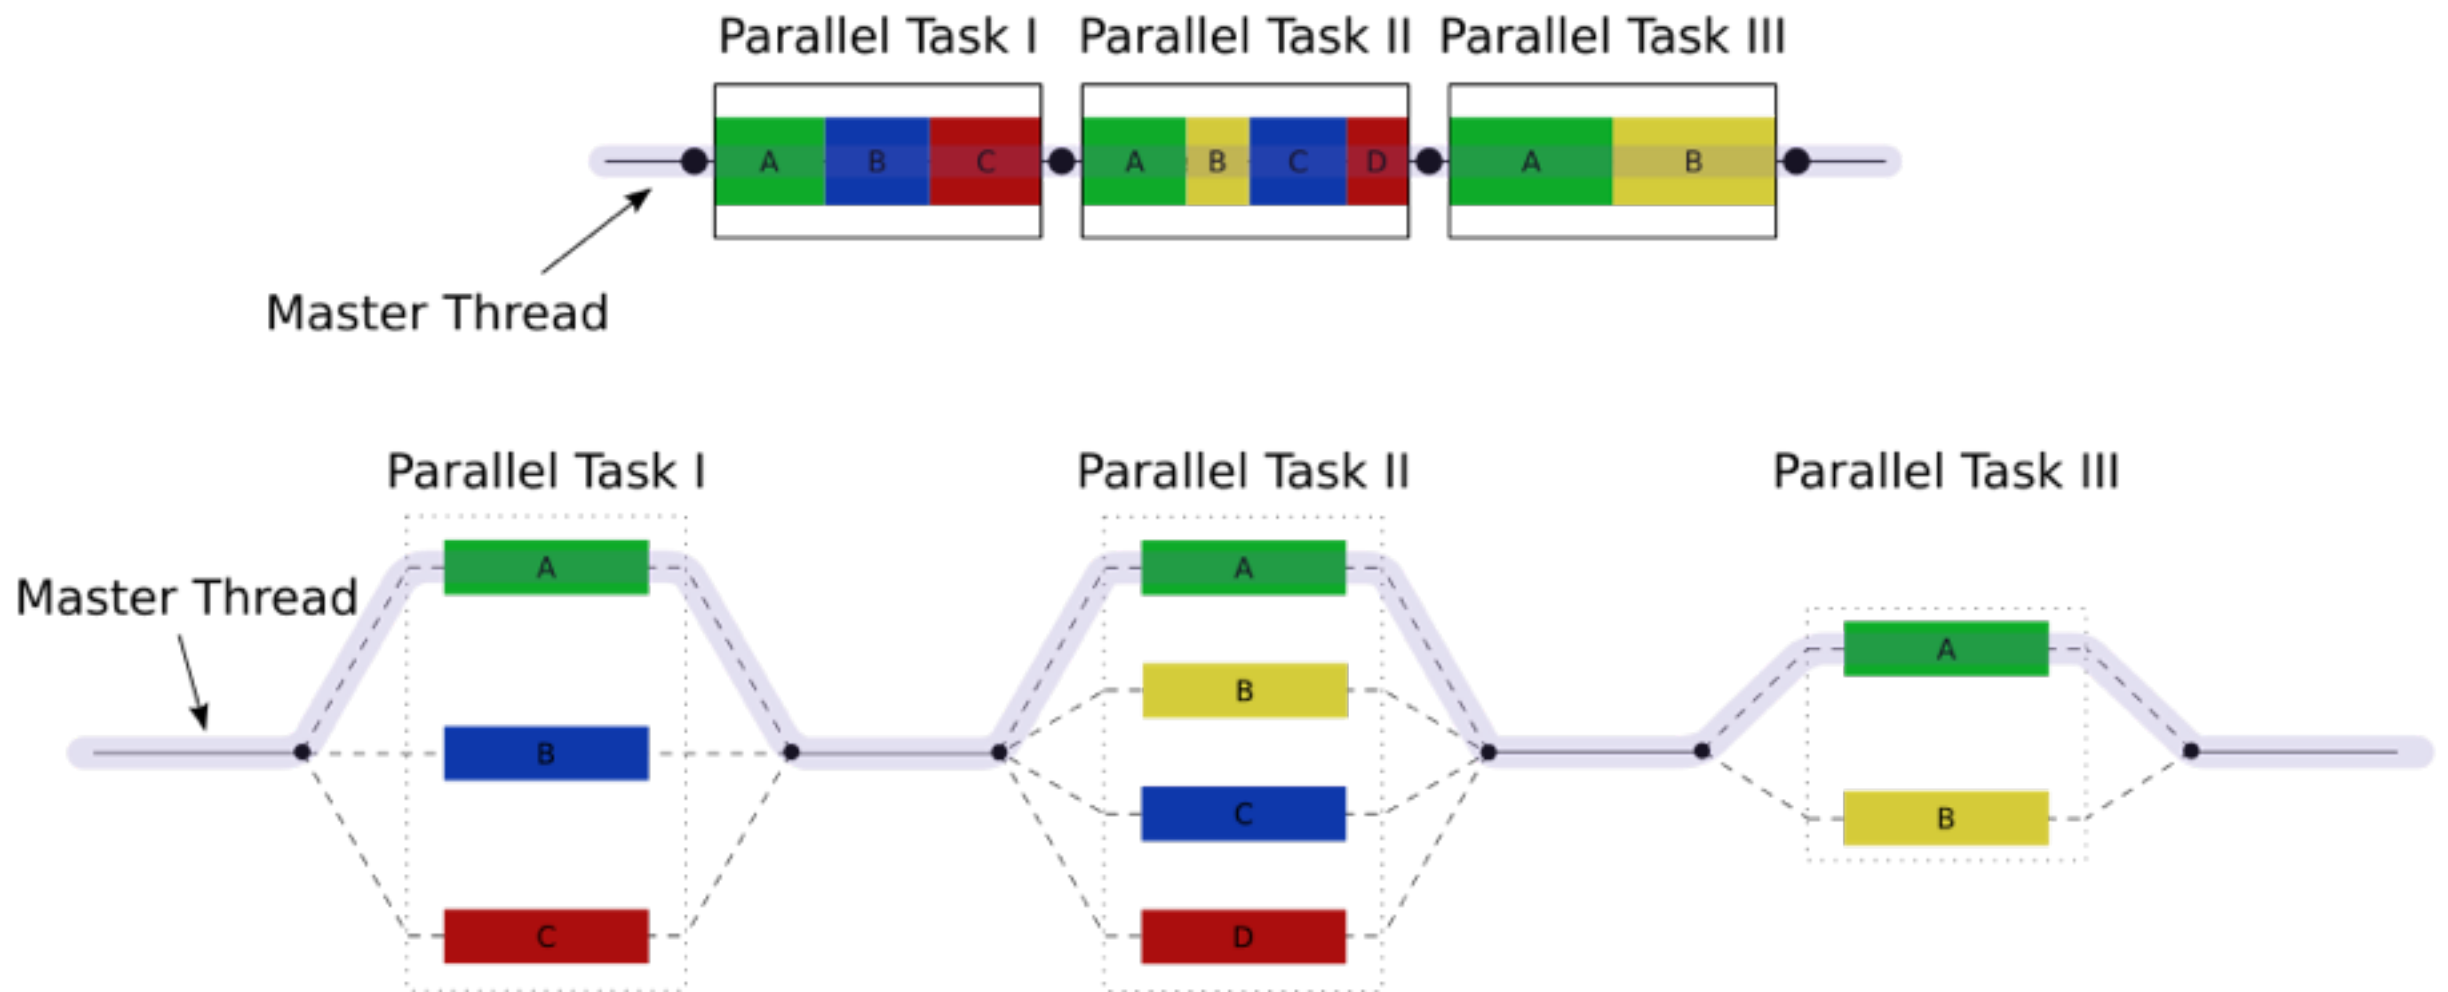 Parallel Task I Parallel Task II Parallel Task III
A B C A B C D A B
Master Thread
Parallel Task I Parallel Task II Parallel Task III
A A
Master Thread
A
B
B
C
B
C D